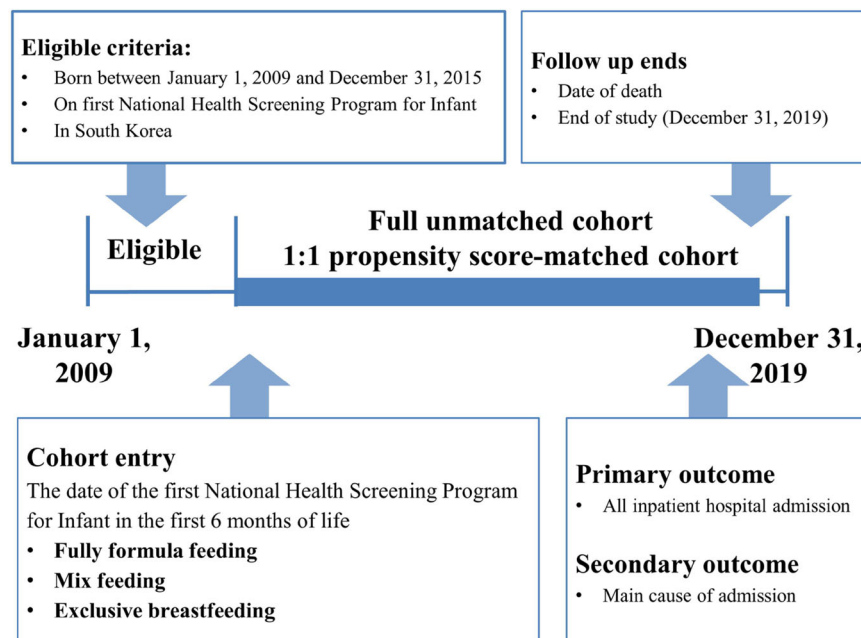 Eligible criteria:
• Born between January 1, 2009 and December 31, 2015
• On first National Health Screening Program for Infant
• In South Korea
Follow up ends
• Date of death
• End of study (December 31, 2019)
Eligible
Full unmatched cohort
1:1 propensity score-matched cohort
January 1,
2009
December 31,
2019
Cohort entry
The date of the first National Health Screening Program
for Infant in the first 6 months of life
• Fully formula feeding
• Mix feeding
• Exclusive breastfeeding
Primary outcome
• All inpatient hospital admission
Secondary outcome
• Main cause of admission